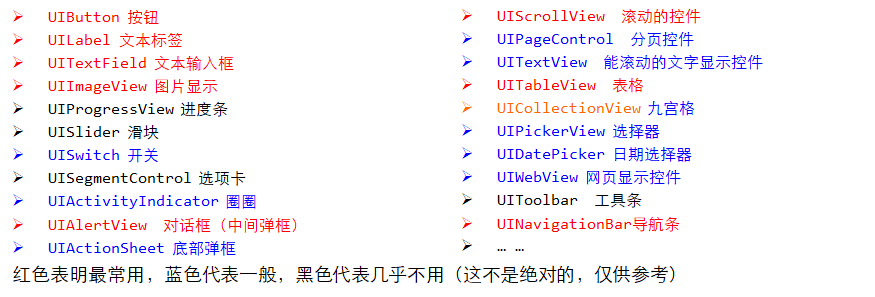 UIButton 按钮
UILabel 文本标签
UITextField 文本输入框
UIImageView 图片显示
UIProgressView 进度条
UISlider 滑块
UISwitch 开关
UISegmentControl 选项卡
UIActivityIndicator 圈圈
UIAlertView 对话框（中间弹框）
UIActionSheet 底部弹框
UIScrollView 滚动的控件
UIPageControl 分页控件
UITextView 能滚动的文字显示控件
UITableView 表格
UICollectionView 九宫格
UIPickerView 选择器
UIDatePicker 日期选择器
UIWebView 网页显示控件
UIToolbar 工具条
UINavigationBar导航条
… …
红色表明最常用，蓝色代表一般，黑色代表几乎不用（这不是绝对的，仅供参考）